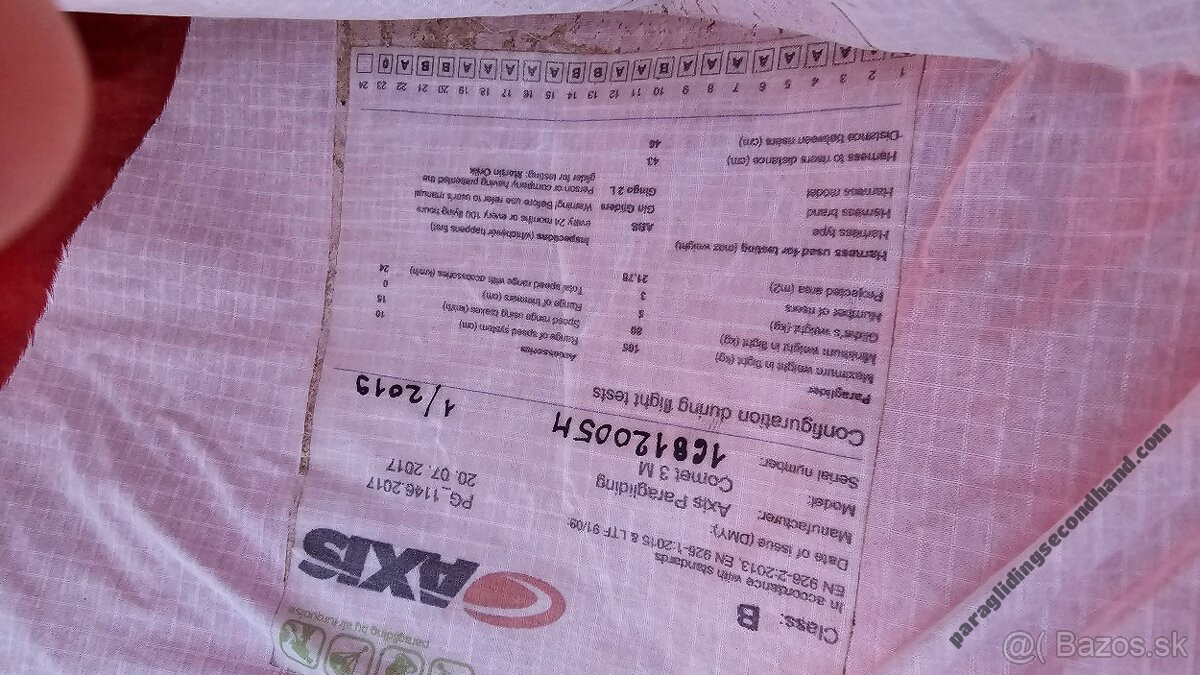 paragliding by air turquoise
AXIS
Class: B
In accordance with standards
EN 926-2:2013, EN 926-1:2015 & LTF 91/09: PG_1146.2017
Date of issue (DMY): 20. 07. 2017
Manufacturer: Axis Paragliding
Model: Comet 3 M
Serial number: 1CB12005M 1/2019
Configuration during flight tests
Paraglider
Maximum weight in flight (kg) 105
Minimum weight in flight (kg) 80
Glider's weight (kg) 5
Number of risers 3
Projected area (m2) 21.78
Accessories
Range of speed system (cm) 10
Speed range using brakes (km/h) 15
Range of trimmers (cm) 0
Total speed range with accessories (km/h) 24
Harness used for testing (max weight)
Harness type ABS
Harness brand Gin Gliders
Harness model Gingo 2 L
Harness to risers distance (cm) 43
Distance between risers (cm) 46
Inspections (whichever happens first)
every 24 months or every 100 flying hours
Warning! Before use refer to user's manual
Person or company having presented the
glider for testing: Martin Orlik
1 2 3 4 5 6 7 8 9 10 11 12 13 14 15 16 17 18 19 20 21 22 23 24
A A A A A A A B A A B B A A A A A B B A 0
paraglidingsecondhand.com
@( Bazos.sk